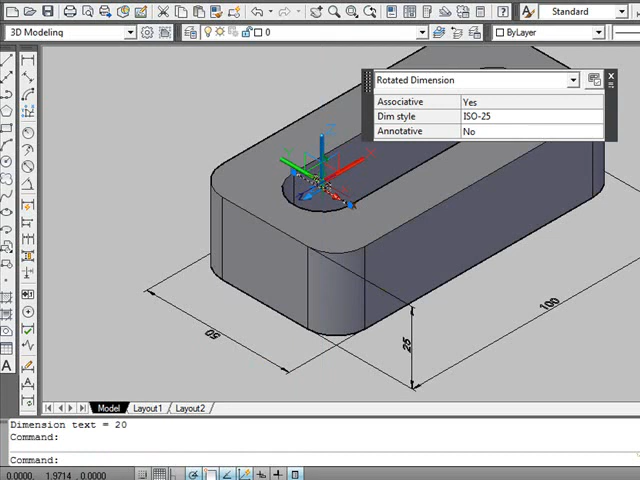 Standard
3D Modeling
0
ByLayer
Rotated Dimension
Associative Yes
Dim style ISO-25
Annotative No
100
50
25
Model Layout1 Layout2
Dimension text = 20
Command:
Command:
0.0000, 1.9714, 0.0000